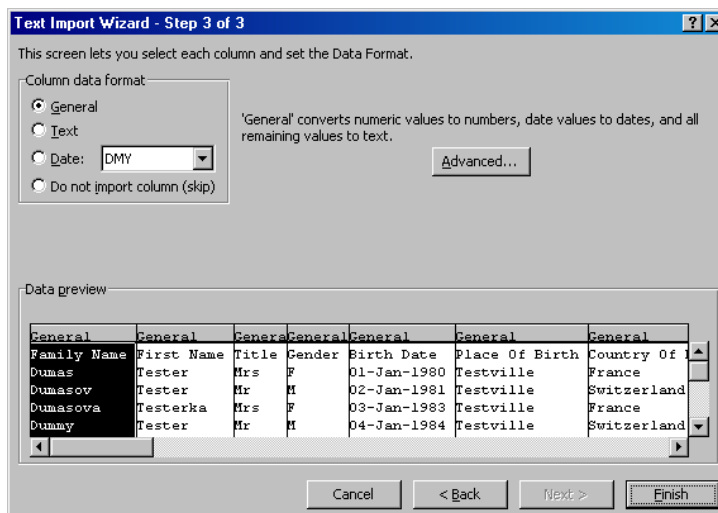 Text Import Wizard - Step 3 of 3
This screen lets you select each column and set the Data Format.
Column data format
General
Text
Date: DMY
Do not import column (skip)
'General' converts numeric values to numbers, date values to dates, and all
remaining values to text.
Advanced...
Data preview
General General General General General General General
Family Name First Name Title Gender Birth Date Place Of Birth Country Of
Dumas Tester Mrs F 01-Jan-1980 Testville France
Dumasov Tester Mr M 02-Jan-1981 Testville Switzerland
Dumasova Testerka Mrs F 03-Jan-1983 Testville France
Dummy Tester Mr M 04-Jan-1984 Testville Switzerland
Cancel < Back Next > Finish